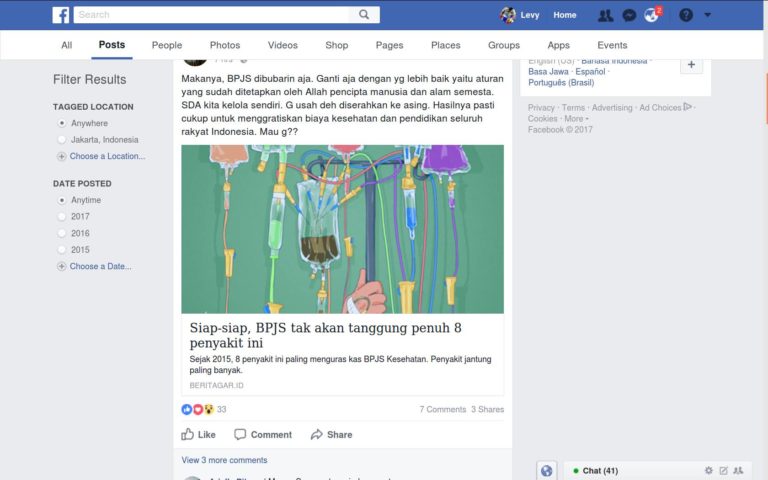 f
Search
Levy
Home
2
?
All
Posts
People
Photos
Videos
Shop
Pages
Places
Groups
Apps
Events
Filter Results
TAGGED LOCATION
Anywhere
Jakarta, Indonesia
Choose a Location...
DATE POSTED
Anytime
2017
2016
2015
Choose a Date...
Makanya, BPJS dibubarin aja. Ganti aja dengan yg lebih baik yaitu aturan
yang sudah ditetapkan oleh Allah pencipta manusia dan alam semesta.
SDA kita kelola sendiri. G usah deh diserahkan ke asing. Hasilnya pasti
cukup untuk menggratiskan biaya kesehatan dan pendidikan seluruh
rakyat Indonesia. Mau g??
Siap-siap, BPJS tak akan tanggung penuh 8
penyakit ini
Sejak 2015, 8 penyakit ini paling menguras kas BPJS Kesehatan. Penyakit jantung
paling banyak.
BERITAGAR.ID
33
7 Comments 3 Shares
Like
Comment
Share
View 3 more comments
English (US) · Bahasa Indonesia ·
Basa Jawa · Español ·
Português (Brasil)
+
Privacy · Terms · Advertising · Ad Choices ·
Cookies · More
Facebook © 2017
Chat (41)